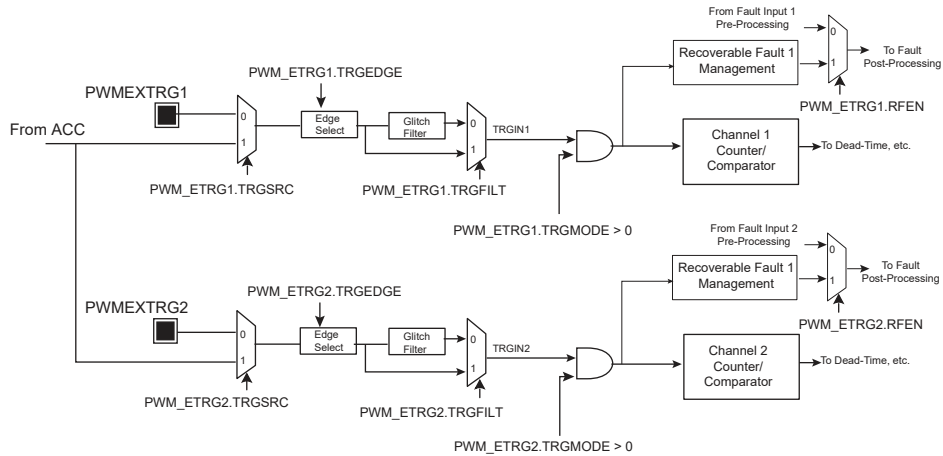 From Fault Input 1
Pre-Processing
0
1
To Fault
Post-Processing
Recoverable Fault 1
Management
PWM_ETRG1.RFEN
PWM_ETRG1.TRGEDGE
PWMEXTRG1
From ACC
0
1
Edge
Select
Glitch
Filter
0
1
TRGIN1
Channel 1
Counter/
Comparator
To Dead-Time, etc.
PWM_ETRG1.TRGSRC
PWM_ETRG1.TRGFILT
PWM_ETRG1.TRGMODE > 0
From Fault Input 2
Pre-Processing
0
1
To Fault
Post-Processing
Recoverable Fault 1
Management
PWM_ETRG2.RFEN
PWM_ETRG2.TRGEDGE
PWMEXTRG2
0
1
Edge
Select
Glitch
Filter
0
1
TRGIN2
Channel 2
Counter/
Comparator
To Dead-Time, etc.
PWM_ETRG2.TRGSRC
PWM_ETRG2.TRGFILT
PWM_ETRG2.TRGMODE > 0